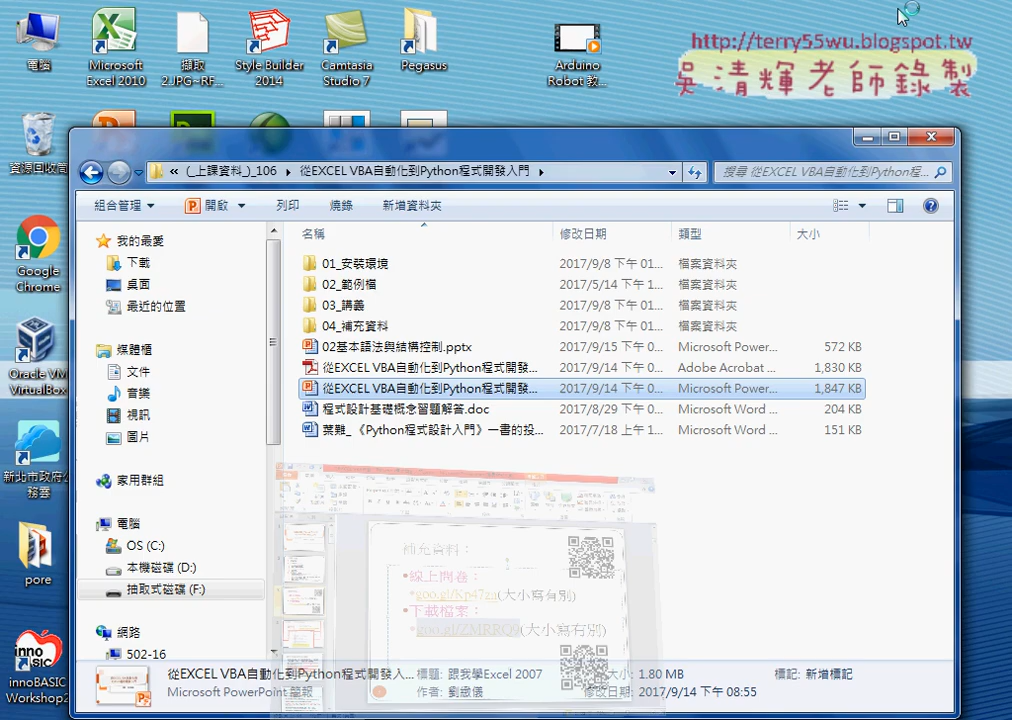 電腦
Microsoft
Excel 2010
擷取
2.JPG~RF...
Style Builder
2014
Camtasia
Studio 7
Pegasus
Arduino
Robot 教...
http://terry55wu.blogspot.tw
吳清輝老師錄製
資源回收筒
« (_上課資料_)_106 ▸ 從EXCEL VBA自動化到Python程式開發入門 ▸
搜尋 從EXCEL VBA自動化到Python程...
組合管理 ▼ 開啟 ▼ 列印 燒錄 新增資料夾
Google
Chrome
Oracle VM
VirtualBox
新北市政府公
務雲
pore
innoBASIC
Workshop2
我的最愛
下載
桌面
最近的位置
媒體櫃
文件
音樂
視訊
圖片
家用群組
電腦
OS (C:)
本機磁碟 (D:)
抽取式磁碟 (F:)
網路
502-16
名稱 修改日期 類型 大小
01_安裝環境 2017/9/8 下午 01... 檔案資料夾
02_範例檔 2017/5/14 下午 1... 檔案資料夾
03_講義 2017/9/8 下午 01... 檔案資料夾
04_補充資料 2017/9/8 下午 01... 檔案資料夾
02基本語法與結構控制.pptx 2017/9/15 下午 0... Microsoft Power... 572 KB
從EXCEL VBA自動化到Python程式開發... 2017/9/14 下午 0... Adobe Acrobat ... 1,830 KB
從EXCEL VBA自動化到Python程式開發... 2017/9/14 下午 0... Microsoft Power... 1,847 KB
程式設計基礎概念習題解答.doc 2017/8/29 下午 0... Microsoft Word ... 204 KB
葉難_《Python程式設計入門》一書的投... 2017/7/18 上午 1... Microsoft Word ... 151 KB
補充資料：
•線上問卷：
•goo.gl/Kp47zu(大小寫有別)
•下載檔案：
•goo.gl/ZMRRQ9(大小寫有別)
從EXCEL VBA自動化到Python程式開發入... 標題: 跟我學Excel 2007 大小: 1.80 MB 標記: 新增標記
Microsoft PowerPoint 簡報 作者: 劉緻儀 修改日期: 2017/9/14 下午 08:55